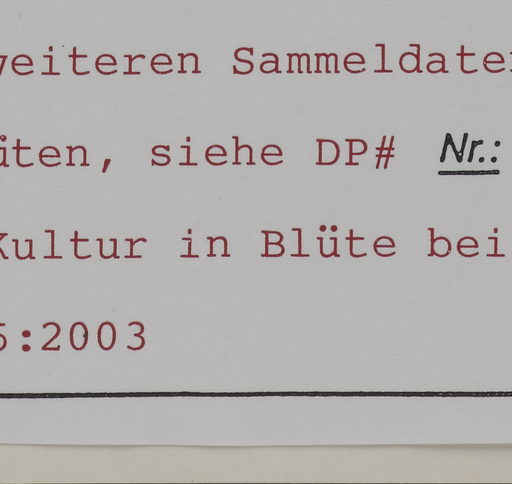 weiteren Sammeldaten
üten, siehe DP# Nr.:
Kultur in Blüte bei
5:2003